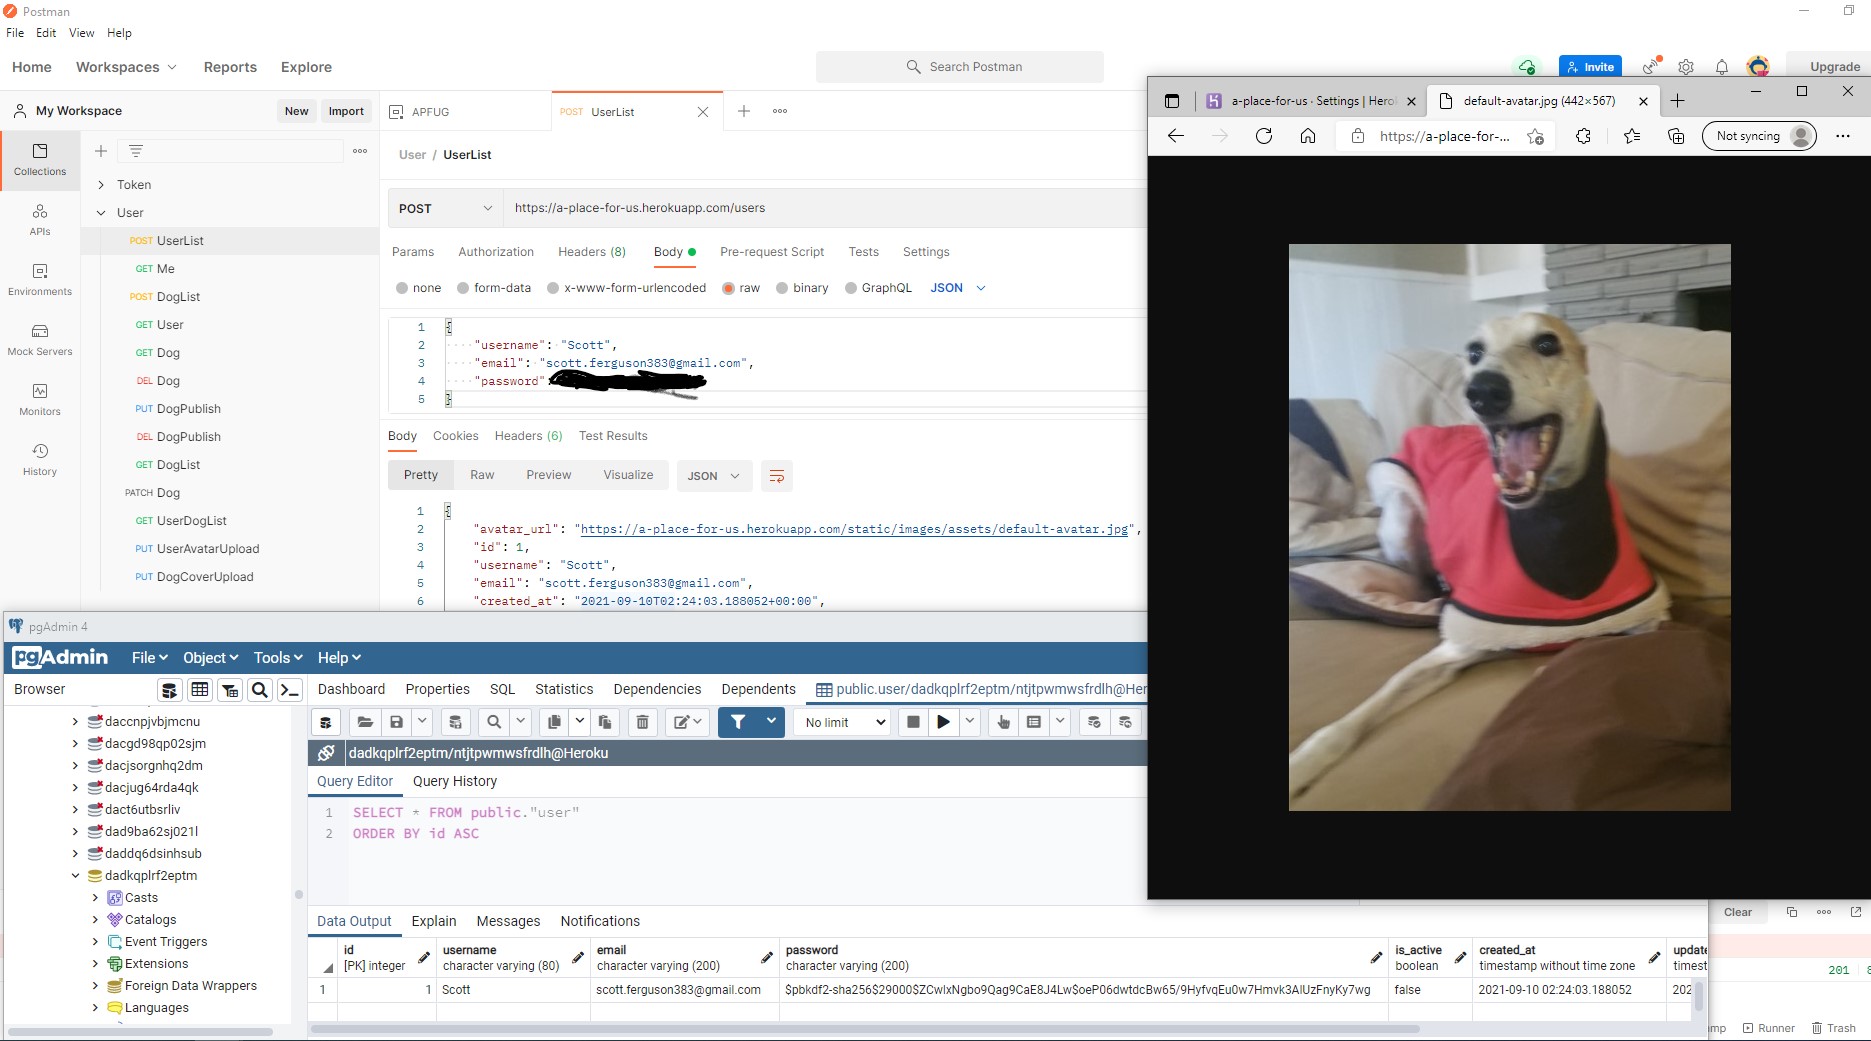 Postman
File Edit View Help
Home Workspaces Reports Explore
Search Postman
Invite
Upgrade
My Workspace
New Import
APFUG
POST UserList
Collections
APIs
Environments
Mock Servers
Monitors
History
Token
User
POST UserList
GET Me
POST DogList
GET User
GET Dog
DEL Dog
PUT DogPublish
DEL DogPublish
GET DogList
PATCH Dog
GET UserDogList
PUT UserAvatarUpload
PUT DogCoverUpload
User / UserList
POST https://a-place-for-us.herokuapp.com/users
Params Authorization Headers (8) Body Pre-request Script Tests Settings
none form-data x-www-form-urlencoded raw binary GraphQL JSON
1 {
2 "username": "Scott",
3 "email": "scott.ferguson383@gmail.com",
4 "password"
5 }
Body Cookies Headers (6) Test Results
Pretty Raw Preview Visualize JSON
1 {
2 "avatar_url": "https://a-place-for-us.herokuapp.com/static/images/assets/default-avatar.jpg",
3 "id": 1,
4 "username": "Scott",
5 "email": "scott.ferguson383@gmail.com",
6 "created_at": "2021-09-10T02:24:03.188052+00:00",
a-place-for-us · Settings | Hero
default-avatar.jpg (442×567)
https://a-place-for-...
Not syncing
pgAdmin 4
pgAdmin File Object Tools Help
Browser
Dashboard Properties SQL Statistics Dependencies Dependents public.user/dadkqplrf2eptm/ntjtpwmwsfrdlh@Her
No limit
daccnpjvbjmcnu
dacgd98qp02sjm
dacjsorgnhq2dm
dacjug64rda4qk
dact6utbsrliv
dad9ba62sj021l
daddq6dsinhsub
dadkqplrf2eptm
Casts
Catalogs
Event Triggers
Extensions
Foreign Data Wrappers
Languages
dadkqplrf2eptm/ntjtpwmwsfrdlh@Heroku
Query Editor Query History
1 SELECT * FROM public."user"
2 ORDER BY id ASC
Data Output Explain Messages Notifications
id username email password is_active created_at update
[PK] integer character varying (80) character varying (200) character varying (200) boolean timestamp without time zone timest
1 1 Scott scott.ferguson383@gmail.com $pbkdf2-sha256$29000$ZCwlxNgbo9Qag9CaE8J4Lw$oeP06dwtdcBw65/9HyfvqEu0w7Hmvk3AlUzFnyKy7wg false 2021-09-10 02:24:03.188052 202
Clear
201
Runner Trash